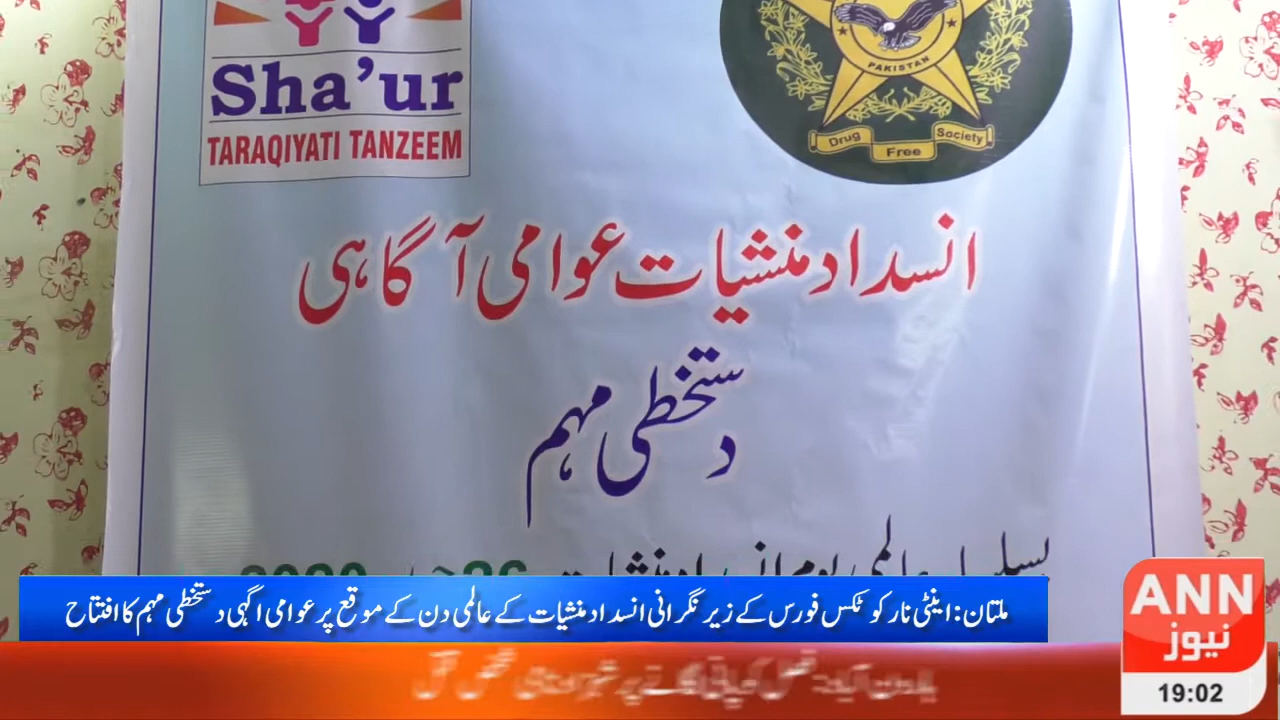 Sha'ur
TARAQIYATI TANZEEM
PAKISTAN
Drug Free Society
انسداد منشیات عوامی آگاہی
دستخطی مہم
ملتان: اینٹی نارکوٹکس فورس کے زیر نگرانی انسداد منشیات کے عالمی دن کے موقع پر عوامی اگہی دستخطی مہم کا افتتاح
ANN
نیوز
19:02